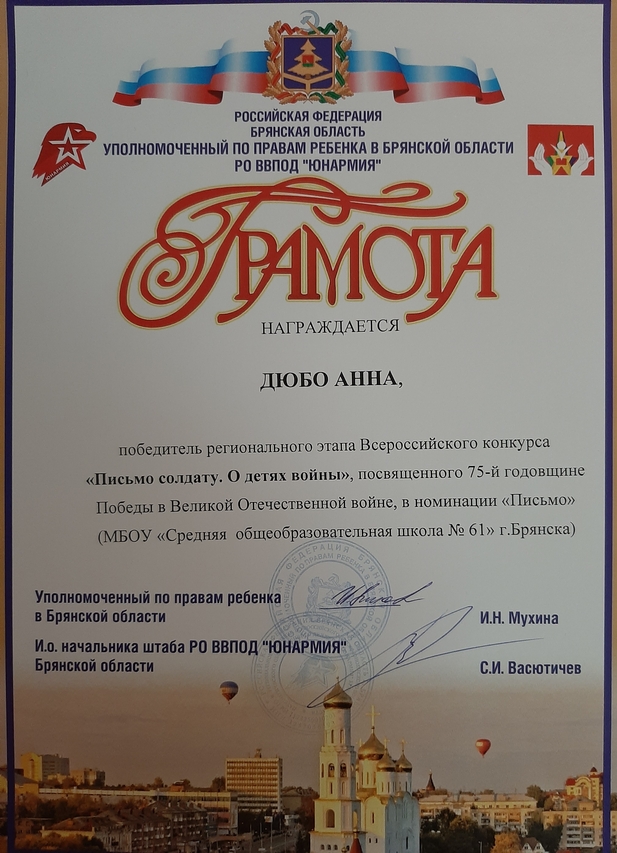 РОССИЙСКАЯ ФЕДЕРАЦИЯ
БРЯНСКАЯ ОБЛАСТЬ
УПОЛНОМОЧЕННЫЙ ПО ПРАВАМ РЕБЕНКА В БРЯНСКОЙ ОБЛАСТИ
РО ВВПОД "ЮНАРМИЯ"
ЮНАРМИЯ
ГРАМОТА
НАГРАЖДАЕТСЯ
ДЮБО АННА,
победитель регионального этапа Всероссийского конкурса
«Письмо солдату. О детях войны», посвященного 75-й годовщине
Победы в Великой Отечественной войне, в номинации «Письмо»
(МБОУ «Средняя общеобразовательная школа № 61» г.Брянска)
Уполномоченный по правам ребенка
в Брянской области
И.Н. Мухина
И.о. начальника штаба РО ВВПОД "ЮНАРМИЯ"
Брянской области
С.И. Васютичев